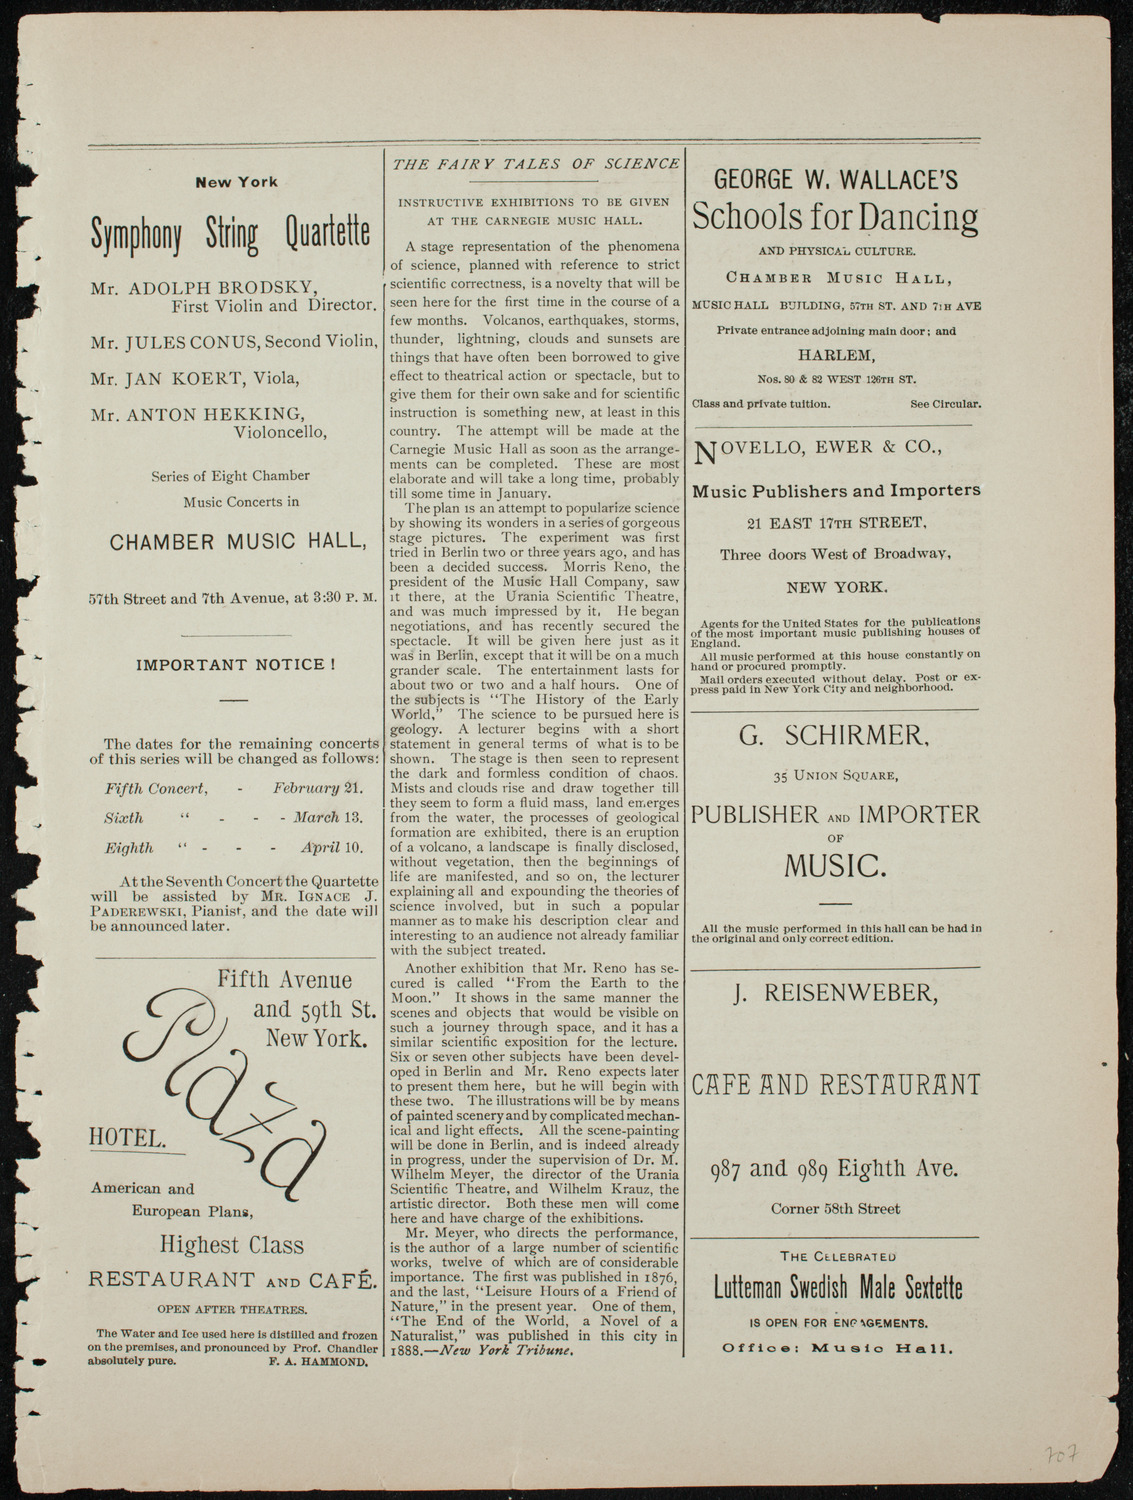 New York
Symphony String Quartette
Mr. ADOLPH BRODSKY,
First Violin and Director.
Mr. JULES CONUS, Second Violin,
Mr. JAN KOERT, Viola,
Mr. ANTON HEKKING,
Violoncello,
Series of Eight Chamber
Music Concerts in
CHAMBER MUSIC HALL,
57th Street and 7th Avenue, at 3:30 P. M.
IMPORTANT NOTICE !
The dates for the remaining concerts
of this series will be changed as follows:
Fifth Concert, - February 21.
Sixth " - - - March 13.
Eighth " - - - April 10.
At the Seventh Concert the Quartette
will be assisted by MR. IGNACE J.
PADEREWSKI, Pianist, and the date will
be announced later.
Fifth Avenue
and 59th St.
New York.
Plaza
HOTEL.
American and
European Plans,
Highest Class
RESTAURANT AND CAFÉ.
OPEN AFTER THEATRES.
The Water and Ice used here is distilled and frozen
on the premises, and pronounced by Prof. Chandler
absolutely pure. F. A. HAMMOND.
THE FAIRY TALES OF SCIENCE
INSTRUCTIVE EXHIBITIONS TO BE GIVEN
AT THE CARNEGIE MUSIC HALL.
A stage representation of the phenomena
of science, planned with reference to strict
scientific correctness, is a novelty that will be
seen here for the first time in the course of a
few months. Volcanos, earthquakes, storms,
thunder, lightning, clouds and sunsets are
things that have often been borrowed to give
effect to theatrical action or spectacle, but to
give them for their own sake and for scientific
instruction is something new, at least in this
country. The attempt will be made at the
Carnegie Music Hall as soon as the arrange-
ments can be completed. These are most
elaborate and will take a long time, probably
till some time in January.
The plan is an attempt to popularize science
by showing its wonders in a series of gorgeous
stage pictures. The experiment was first
tried in Berlin two or three years ago, and has
been a decided success. Morris Reno, the
president of the Music Hall Company, saw
it there, at the Urania Scientific Theatre,
and was much impressed by it. He began
negotiations, and has recently secured the
spectacle. It will be given here just as it
was in Berlin, except that it will be on a much
grander scale. The entertainment lasts for
about two or two and a half hours. One of
the subjects is "The History of the Early
World," The science to be pursued here is
geology. A lecturer begins with a short
statement in general terms of what is to be
shown. The stage is then seen to represent
the dark and formless condition of chaos.
Mists and clouds rise and draw together till
they seem to form a fluid mass, land emerges
from the water, the processes of geological
formation are exhibited, there is an eruption
of a volcano, a landscape is finally disclosed,
without vegetation, then the beginnings of
life are manifested, and so on, the lecturer
explaining all and expounding the theories of
science involved, but in such a popular
manner as to make his description clear and
interesting to an audience not already familiar
with the subject treated.
Another exhibition that Mr. Reno has se-
cured is called "From the Earth to the
Moon." It shows in the same manner the
scenes and objects that would be visible on
such a journey through space, and it has a
similar scientific exposition for the lecture.
Six or seven other subjects have been devel-
oped in Berlin and Mr. Reno expects later
to present them here, but he will begin with
these two. The illustrations will be by means
of painted scenery and by complicated mechan-
ical and light effects. All the scene-painting
will be done in Berlin, and is indeed already
in progress, under the supervision of Dr. M.
Wilhelm Meyer, the director of the Urania
Scientific Theatre, and Wilhelm Krauz, the
artistic director. Both these men will come
here and have charge of the exhibitions.
Mr. Meyer, who directs the performance,
is the author of a large number of scientific
works, twelve of which are of considerable
importance. The first was published in 1876,
and the last, "Leisure Hours of a Friend of
Nature," in the present year. One of them,
"The End of the World, a Novel of a
Naturalist," was published in this city in
1888.—New York Tribune.
GEORGE W. WALLACE'S
Schools for Dancing
AND PHYSICAL CULTURE.
CHAMBER MUSIC HALL,
MUSIC HALL BUILDING, 57TH ST. AND 7TH AVE
Private entrance adjoining main door; and
HARLEM,
Nos. 80 & 82 WEST 126TH ST.
Class and private tuition. See Circular.
NOVELLO, EWER & CO.,
Music Publishers and Importers
21 EAST 17TH STREET,
Three doors West of Broadway,
NEW YORK.
Agents for the United States for the publications
of the most important music publishing houses of
England.
All music performed at this house constantly on
hand or procured promptly.
Mail orders executed without delay. Post or ex-
press paid in New York City and neighborhood.
G. SCHIRMER,
35 UNION SQUARE,
PUBLISHER AND IMPORTER
OF
MUSIC.
All the music performed in this hall can be had in
the original and only correct edition.
J. REISENWEBER,
CAFE AND RESTAURANT
987 and 989 Eighth Ave.
Corner 58th Street
THE CELEBRATED
Lutteman Swedish Male Sextette
IS OPEN FOR ENGAGEMENTS.
Office: Music Hall.
707